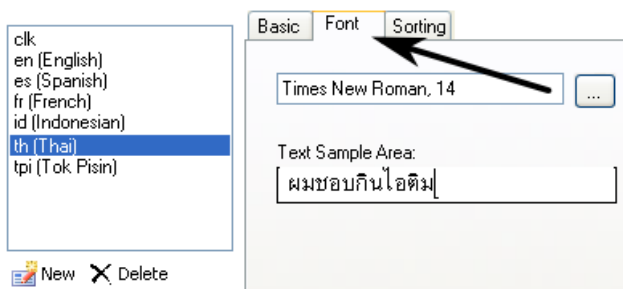 clk
en (English)
es (Spanish)
fr (French)
id (Indonesian)
th (Thai)
tpi (Tok Pisin)
New Delete
Basic Font Sorting
Times New Roman, 14 ...
Text Sample Area:
ผมชอบกินไอติม